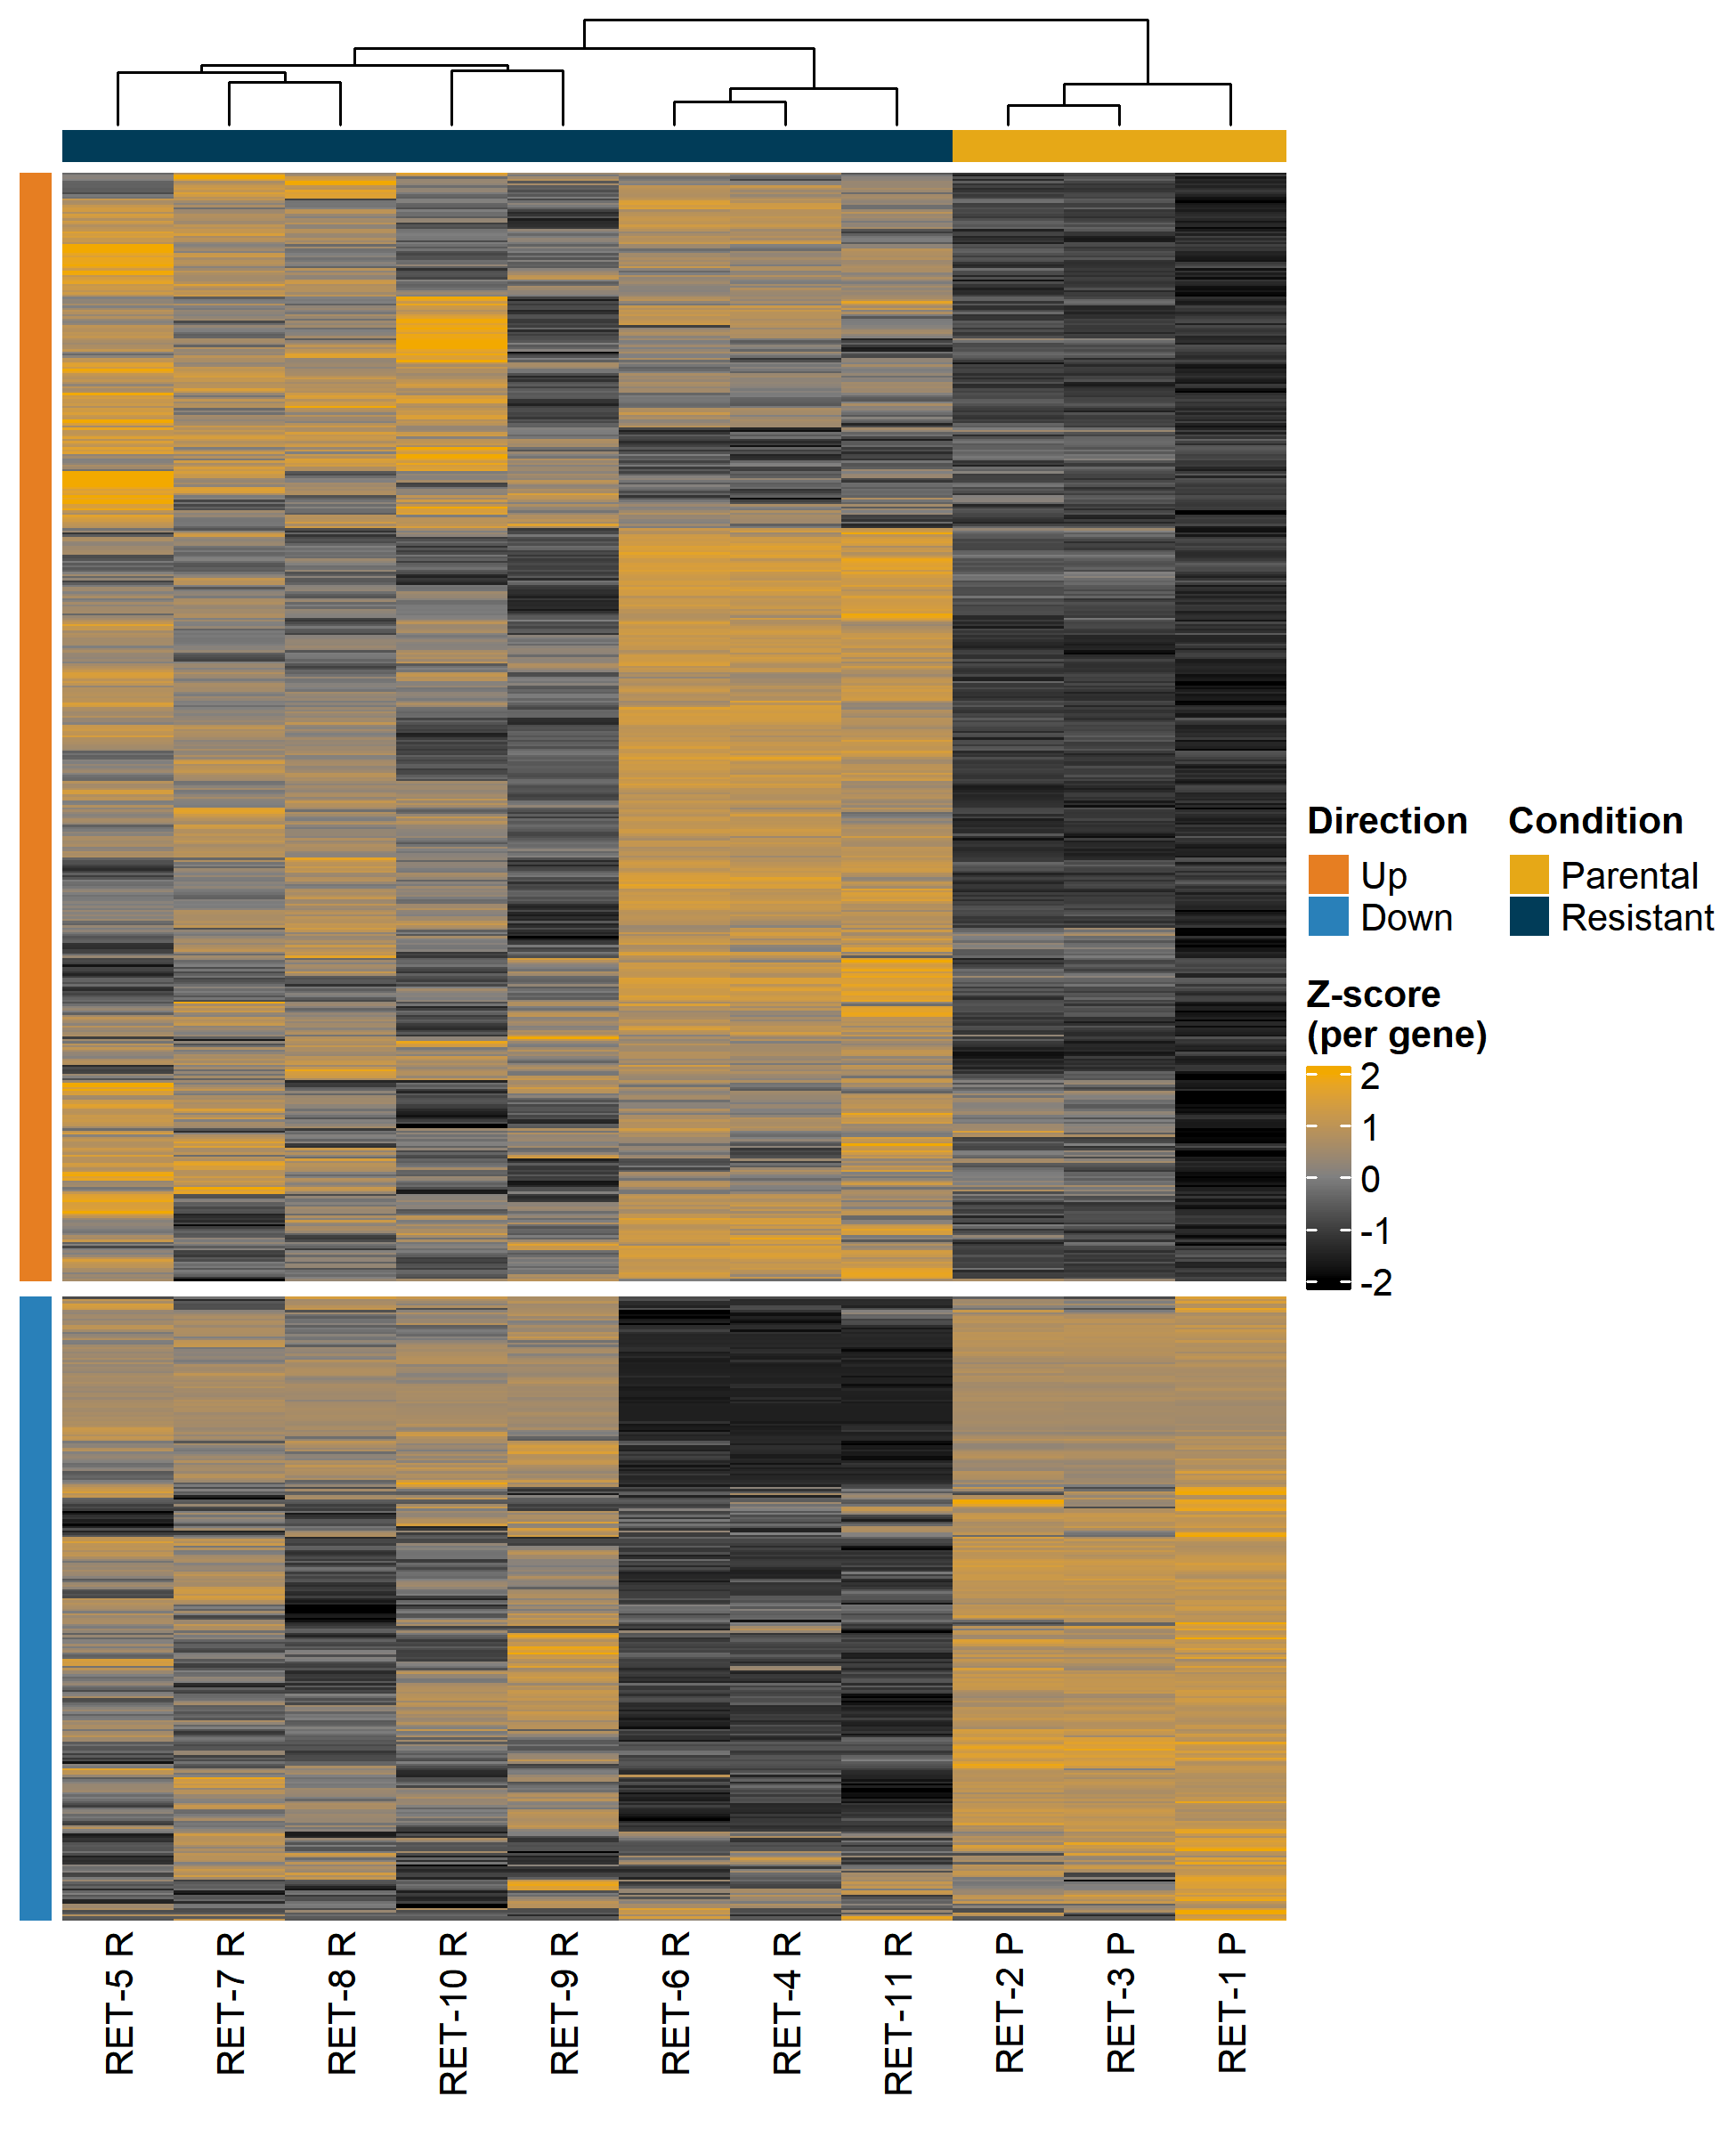 Direction
Up
Down
Condition
Parental
Resistant
Z-score
(per gene)
2
1
0
-1
-2
RET-5 R
RET-7 R
RET-8 R
RET-10 R
RET-9 R
RET-6 R
RET-4 R
RET-11 R
RET-2 P
RET-3 P
RET-1 P